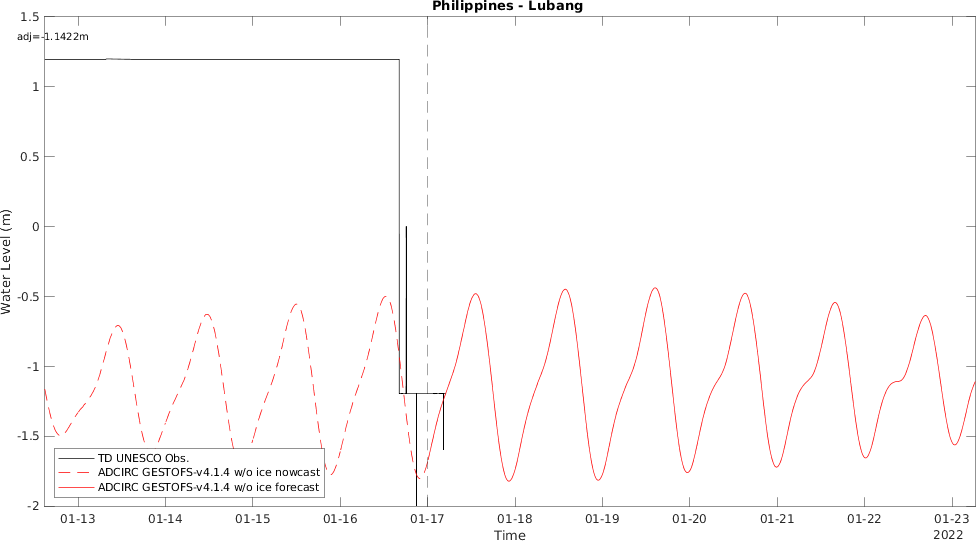 Philippines - Lubang
adj=-1.1422m
1.5
1
0.5
0
-0.5
-1
-1.5
-2
Water Level (m)
TD UNESCO Obs.
ADCIRC GESTOFS-v4.1.4 w/o ice nowcast
ADCIRC GESTOFS-v4.1.4 w/o ice forecast
01-13 01-14 01-15 01-16 01-17 01-18 01-19 01-20 01-21 01-22 01-23
Time
2022